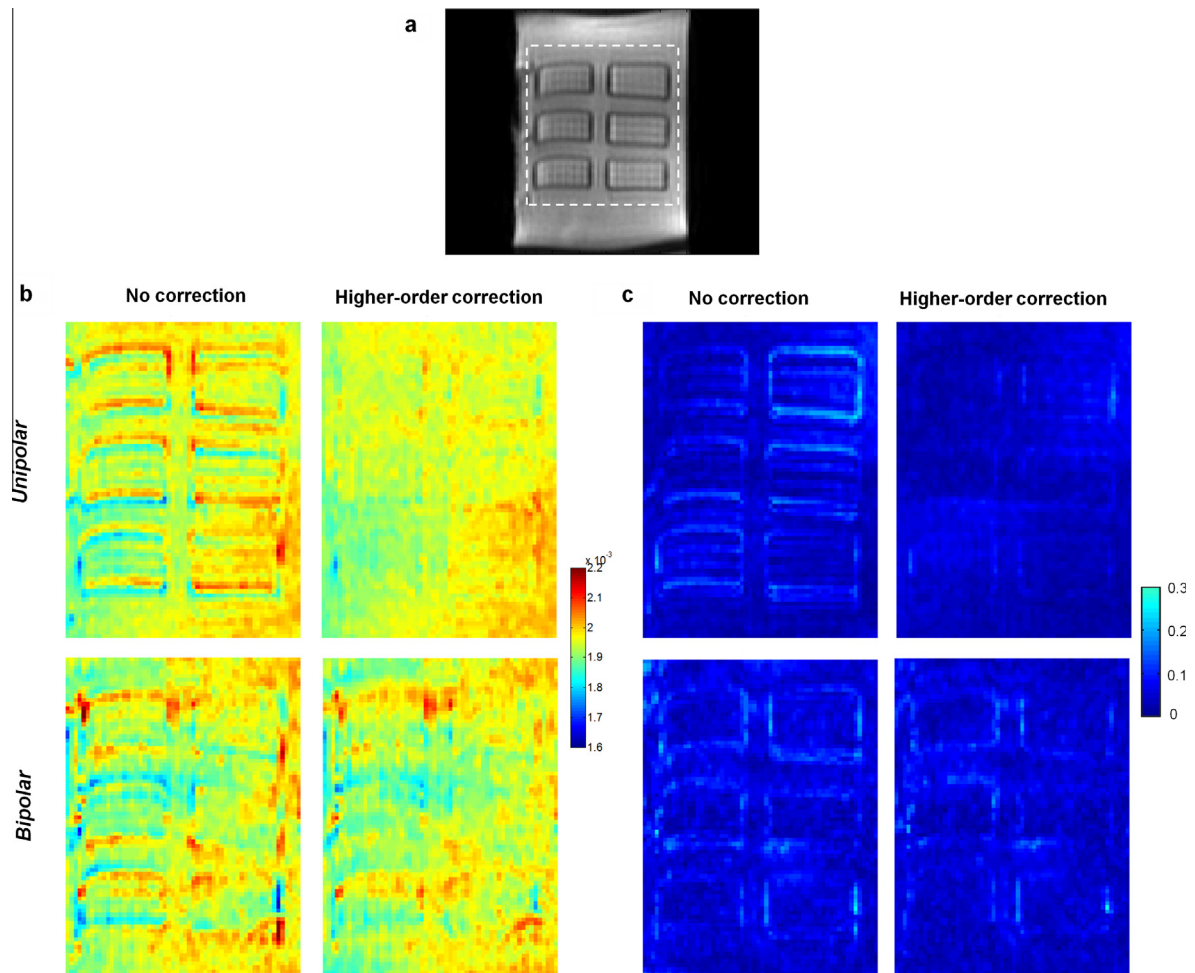 a
b
No correction
Higher-order correction
c
No correction
Higher-order correction
Unipolar
x 10-3
2.2
2.1
2
1.9
1.8
1.7
1.6
0.3
0.2
0.1
0
Bipolar